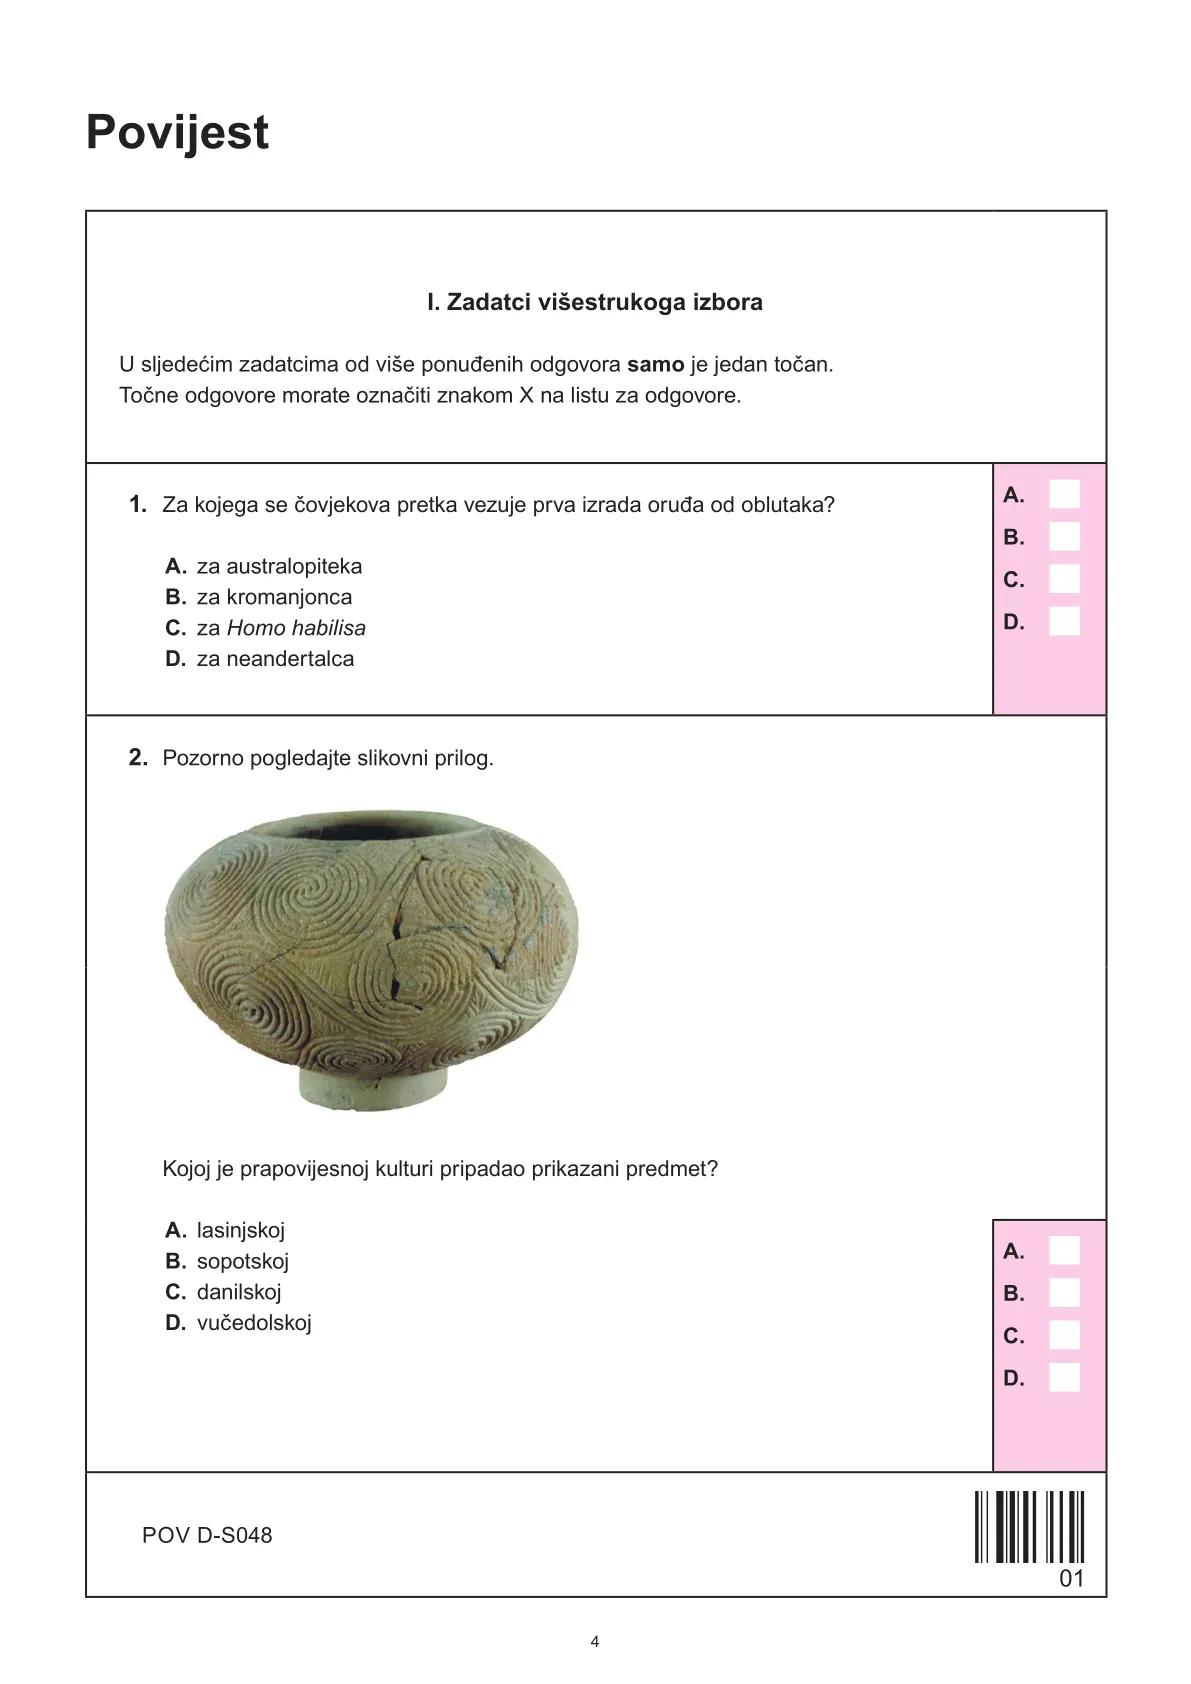 Povijest
I. Zadatci višestrukoga izbora
U sljedećim zadatcima od više ponuđenih odgovora samo je jedan točan.
Točne odgovore morate označiti znakom X na listu za odgovore.
1. Za kojega se čovjekova pretka vezuje prva izrada oruđa od oblutaka?
A. za australopiteka
B. za kromanjonca
C. za Homo habilisa
D. za neandertalca
A.
B.
C.
D.
2. Pozorno pogledajte slikovni prilog.
Kojoj je prapovijesnoj kulturi pripadao prikazani predmet?
A. lasinjskoj
B. sopotskoj
C. danilskoj
D. vučedolskoj
A.
B.
C.
D.
POV D-S048
01
4